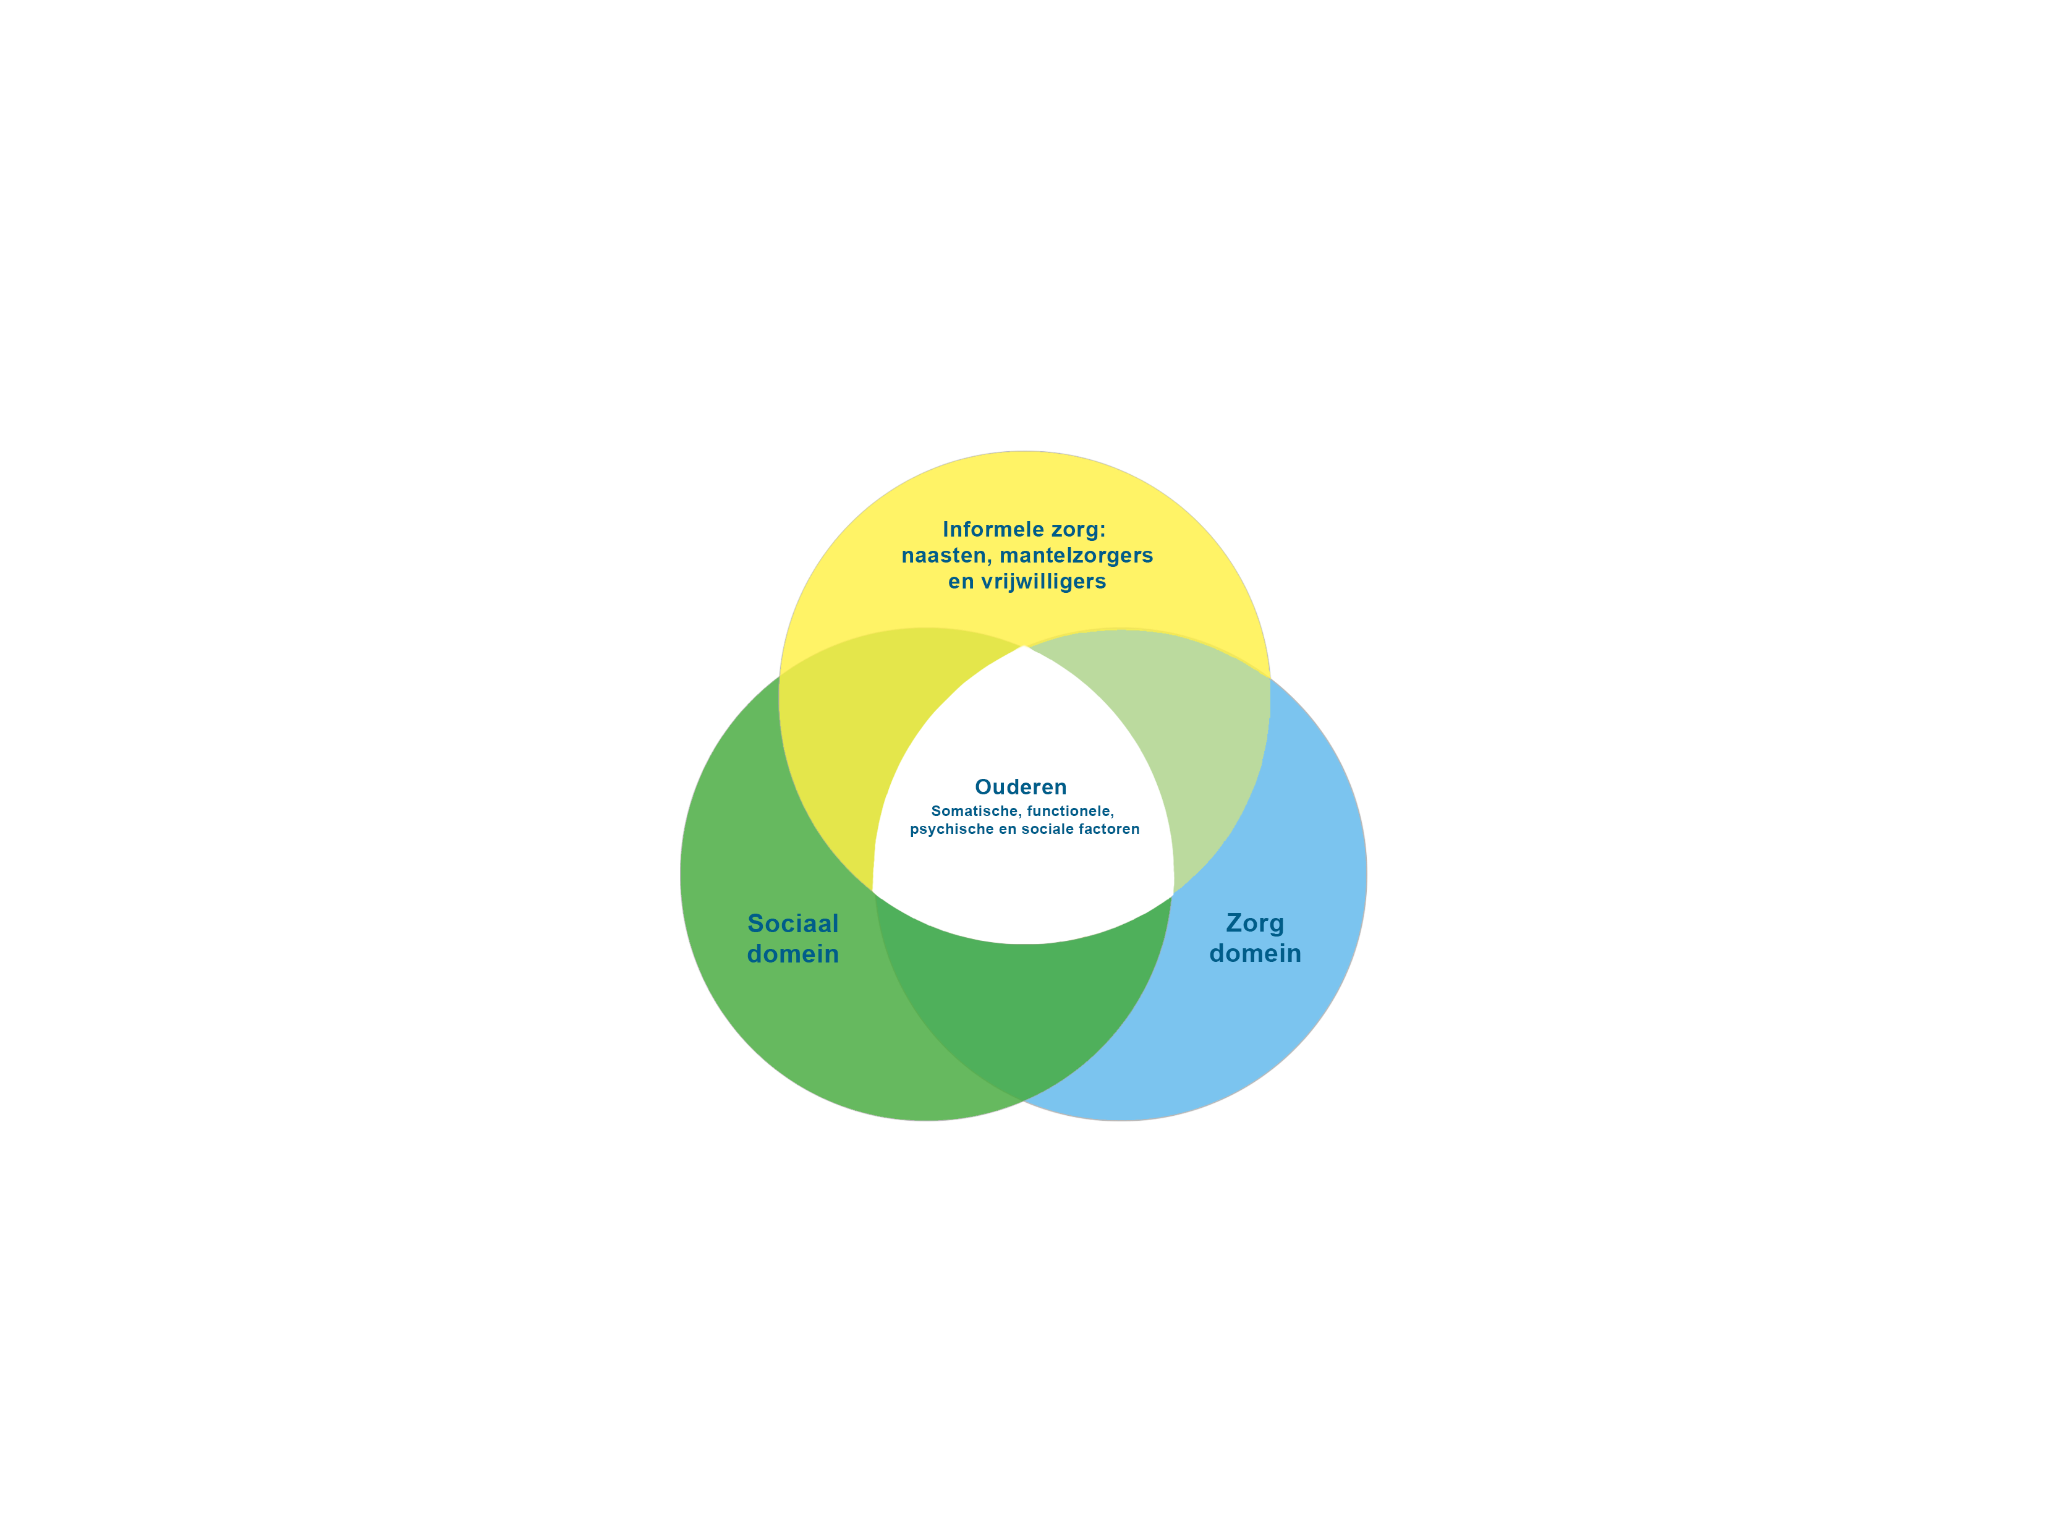 Informele zorg:
naasten, mantelzorgers
en vrijwilligers
Ouderen
Somatische, functionele,
psychische en sociale factoren
Sociaal
domein
Zorg
domein